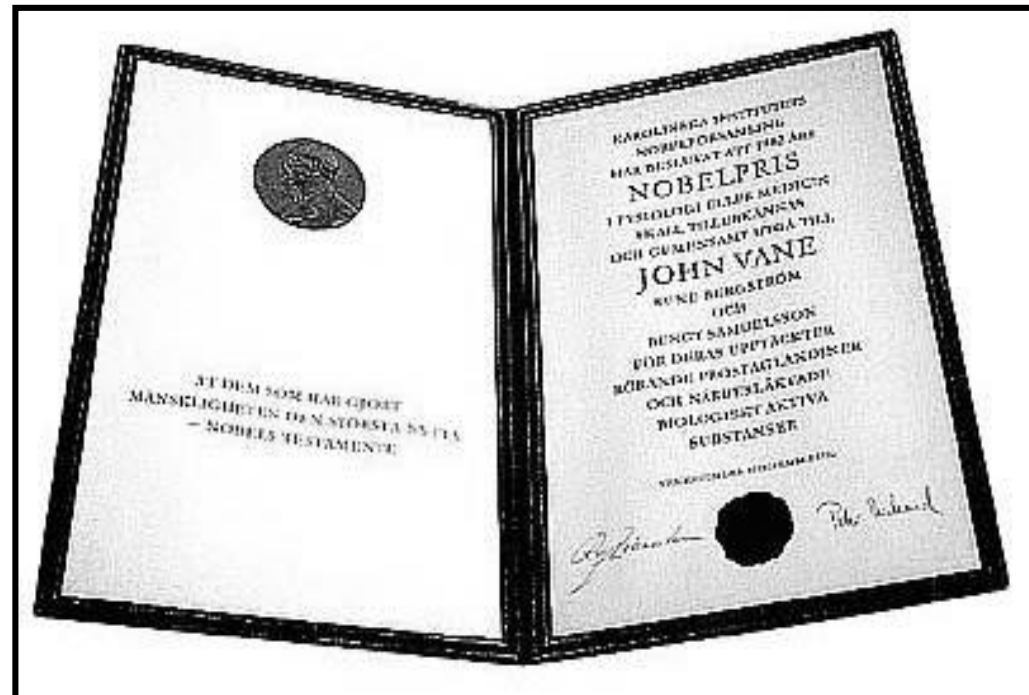 ÅT DEM SOM HAR GJORT
MÄNSKLIGHETEN DEN STÖRSTA NYTTA
– NOBELS TESTAMENTE
KAROLINSKA INSTITUTETS
NOBELFÖRSAMLING
HAR BESLUTAT ATT 1982 ÅRS
NOBELPRIS
I FYSIOLOGI ELLER MEDICIN
SKALL TILLERKÄNNAS
OCH GEMENSAMT UTGÅ TILL
JOHN VANE
SUNE BERGSTRÖM
OCH
BENGT SAMUELSSON
FÖR DERAS UPPTÄCKTER
RÖRANDE PROSTAGLANDINER
OCH NÄRBESLÄKTADE
BIOLOGISKT AKTIVA
SUBSTANSER